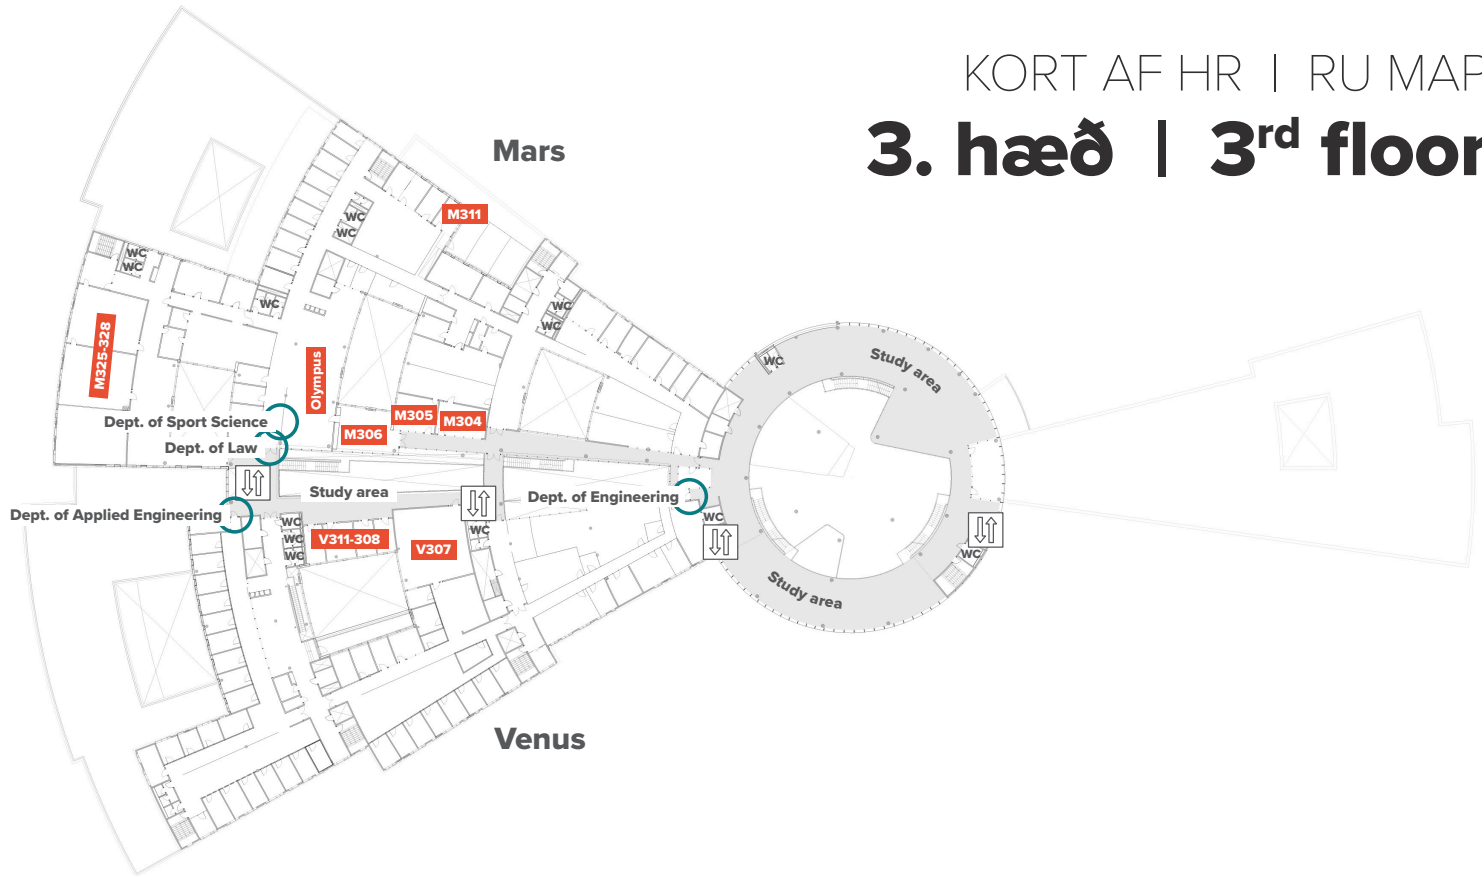 KORT AF HR | RU MAP
3. hæð | 3rd floor
Mars
M311
WC
WC
WC
WC
WC
WC
WC
M325-328
Olympus
M305
M304
M306
WC
Study area
Dept. of Sport Science
Dept. of Law
Study area
Dept. of Engineering
Dept. of Applied Engineering
WC
WC
WC
V311-308
V307
WC
WC
WC
Study area
Venus